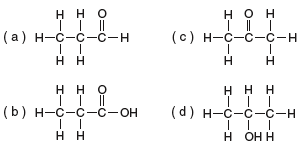 H H O H O H
(a) H-C-C-C-H (c) H-C-C-C-H
H H H H
H H O H H H
(b) H-C-C-C-OH (d) H-C-C-C-H
H H H OH H